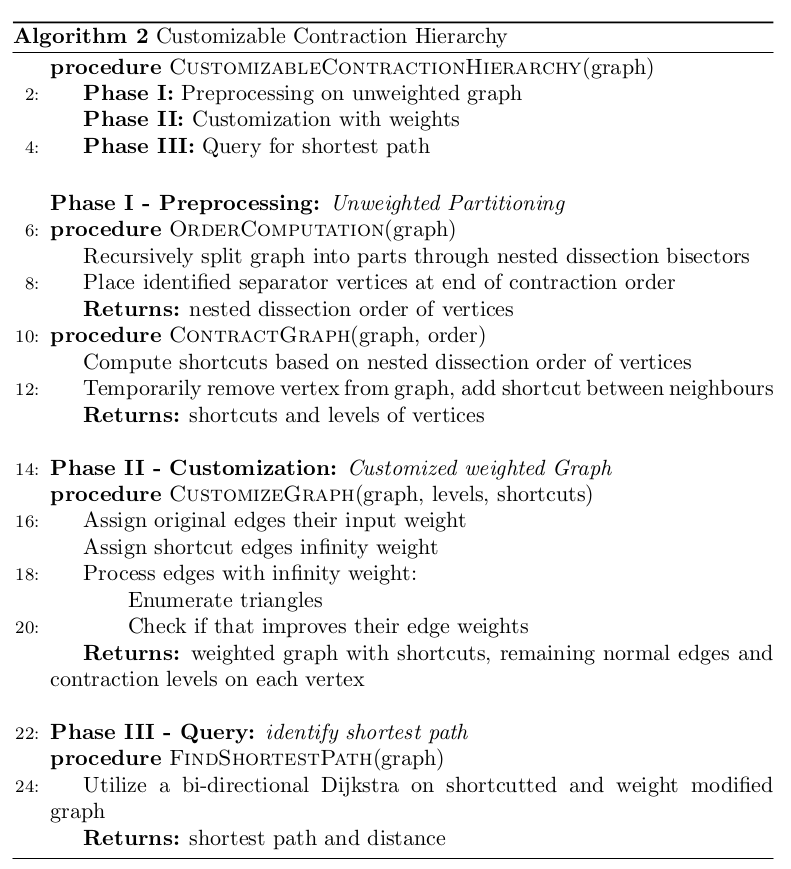 Algorithm 2 Customizable Contraction Hierarchy
procedure CUSTOMIZABLECONTRACTIONHIERARCHY(graph)
2: Phase I: Preprocessing on unweighted graph
Phase II: Customization with weights
4: Phase III: Query for shortest path
Phase I - Preprocessing: Unweighted Partitioning
6: procedure ORDERCOMPUTATION(graph)
Recursively split graph into parts through nested dissection bisectors
8: Place identified separator vertices at end of contraction order
Returns: nested dissection order of vertices
10: procedure CONTRACTGRAPH(graph, order)
Compute shortcuts based on nested dissection order of vertices
12: Temporarily remove vertex from graph, add shortcut between neighbours
Returns: shortcuts and levels of vertices
14: Phase II - Customization: Customized weighted Graph
procedure CUSTOMIZEGRAPH(graph, levels, shortcuts)
16: Assign original edges their input weight
Assign shortcut edges infinity weight
18: Process edges with infinity weight:
Enumerate triangles
20: Check if that improves their edge weights
Returns: weighted graph with shortcuts, remaining normal edges and
contraction levels on each vertex
22: Phase III - Query: identify shortest path
procedure FINDSHORTESTPATH(graph)
24: Utilize a bi-directional Dijkstra on shortcutted and weight modified
graph
Returns: shortest path and distance